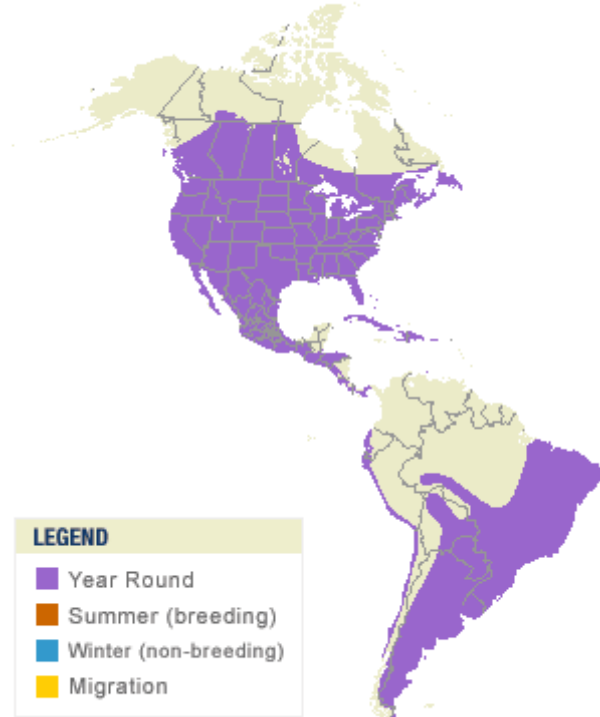 LEGEND
Year Round
Summer (breeding)
Winter (non-breeding)
Migration